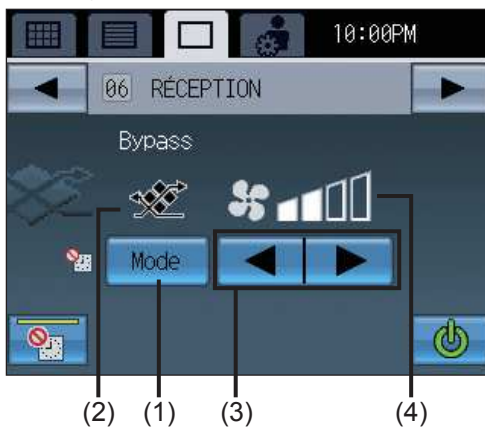 10:00PM
06 RÉCEPTION
Bypass
Mode
(2) (1) (3) (4)